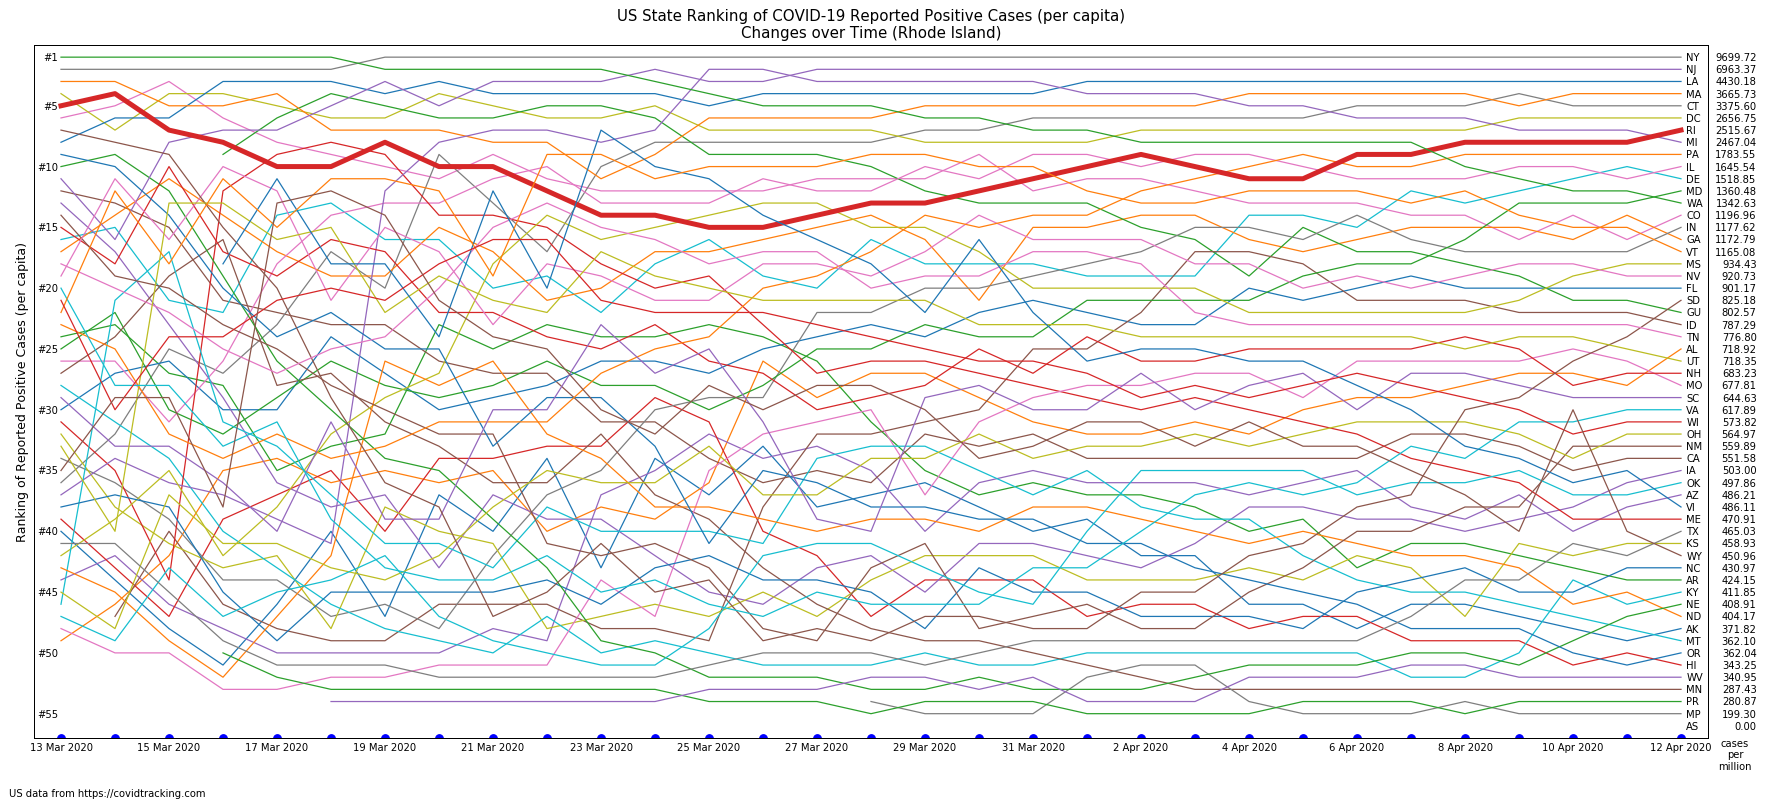 US State Ranking of COVID-19 Reported Positive Cases (per capita)
Changes over Time (Rhode Island)
Ranking of Reported Positive Cases (per capita)
#1
#5
#10
#15
#20
#25
#30
#35
#40
#45
#50
#55
NY 9699.72
NJ 6963.37
LA 4430.18
MA 3665.73
CT 3375.60
DC 2656.75
RI 2515.67
MI 2467.04
PA 1783.55
IL 1645.54
DE 1518.85
MD 1360.48
WA 1342.63
CO 1196.96
IN 1177.62
GA 1172.79
VT 1165.08
MS 934.43
NV 920.73
FL 901.17
SD 825.18
GU 802.57
ID 787.29
TN 776.80
AL 718.92
UT 718.35
NH 683.23
MO 677.81
SC 644.63
VA 617.89
WI 573.82
OH 564.97
NM 559.89
CA 551.58
IA 503.00
OK 497.86
AZ 486.21
VI 486.11
ME 470.91
TX 465.03
KS 458.93
WY 450.96
NC 430.97
AR 424.15
KY 411.85
NE 408.91
ND 404.17
AK 371.82
MT 362.10
OR 362.04
HI 343.25
WV 340.95
MN 287.43
PR 280.87
MP 199.30
AS 0.00
13 Mar 2020 15 Mar 2020 17 Mar 2020 19 Mar 2020 21 Mar 2020 23 Mar 2020 25 Mar 2020 27 Mar 2020 29 Mar 2020 31 Mar 2020 2 Apr 2020 4 Apr 2020 6 Apr 2020 8 Apr 2020 10 Apr 2020 12 Apr 2020
cases
per
million
US data from https://covidtracking.com